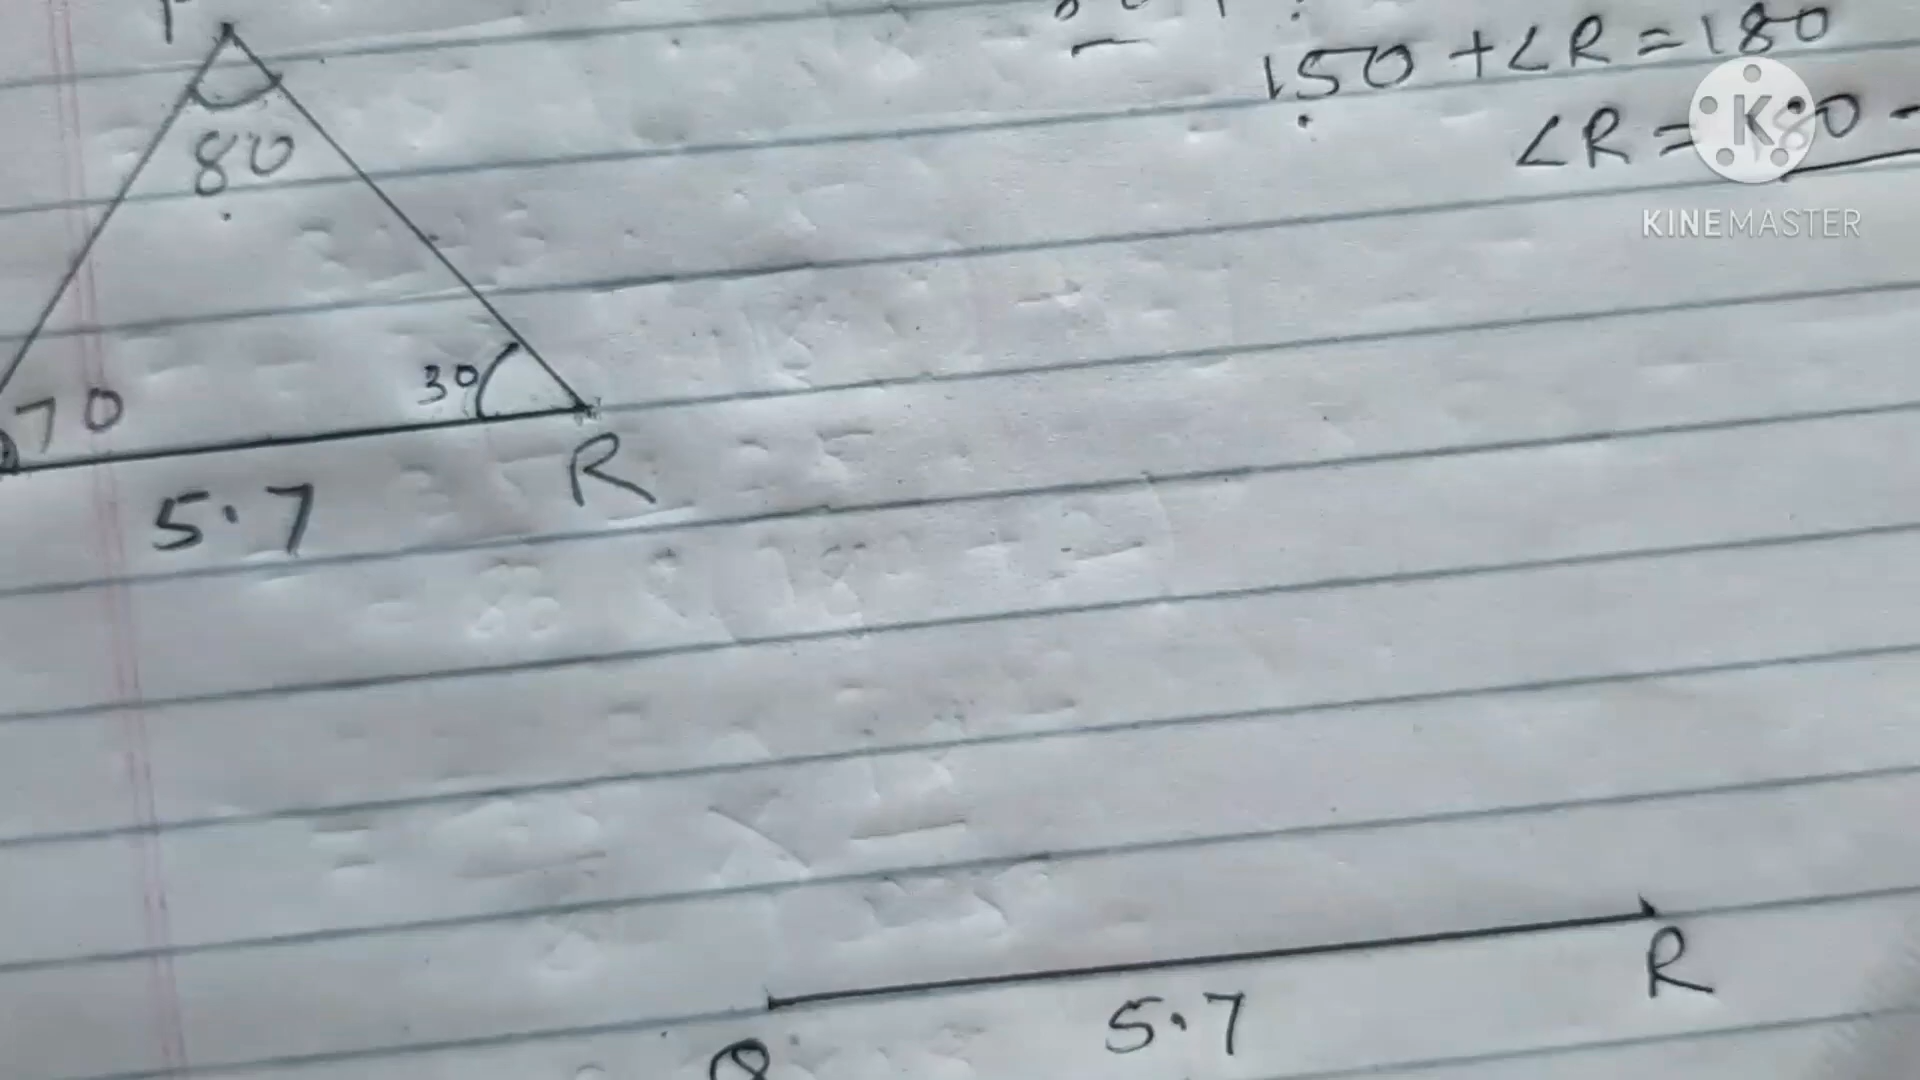 P
150 + ∠R = 180
∠R = 180 -
KINEMASTER
80
30
70
R
5.7
R
5.7
Q